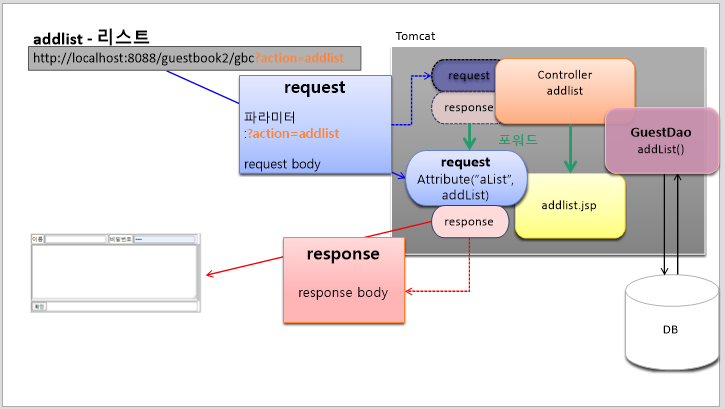 addlist - 리스트
http://localhost:8088/guestbook2/gbc?action=addlist
Tomcat
request
파라미터
:?action=addlist
request body
request
response
Controller
addlist
포워드
GuestDao
addList()
request
Attribute("aList",
addList)
response
addlist.jsp
이름
비밀번호
확인
response
response body
DB